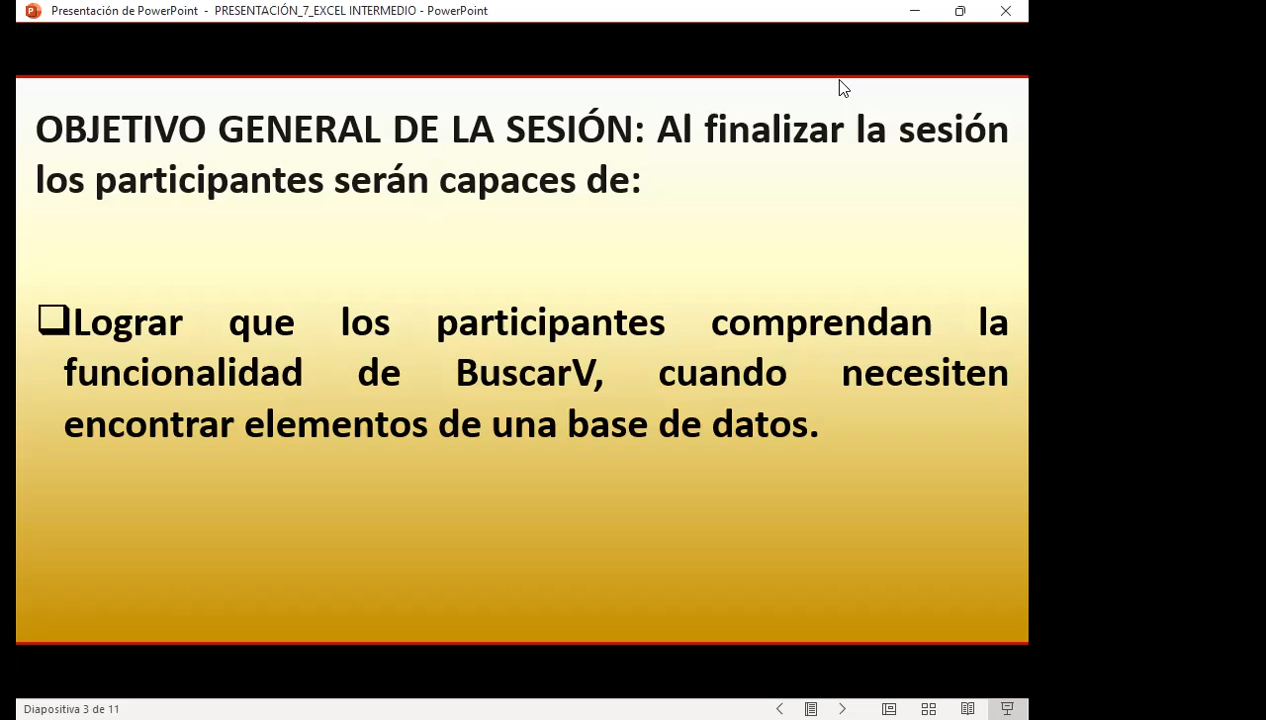 Presentación de PowerPoint - PRESENTACIÓN_7_EXCEL INTERMEDIO - PowerPoint
OBJETIVO GENERAL DE LA SESIÓN: Al finalizar la sesión
los participantes serán capaces de:
Lograr que los participantes comprendan la
funcionalidad de BuscarV, cuando necesiten
encontrar elementos de una base de datos.
Diapositiva 3 de 11